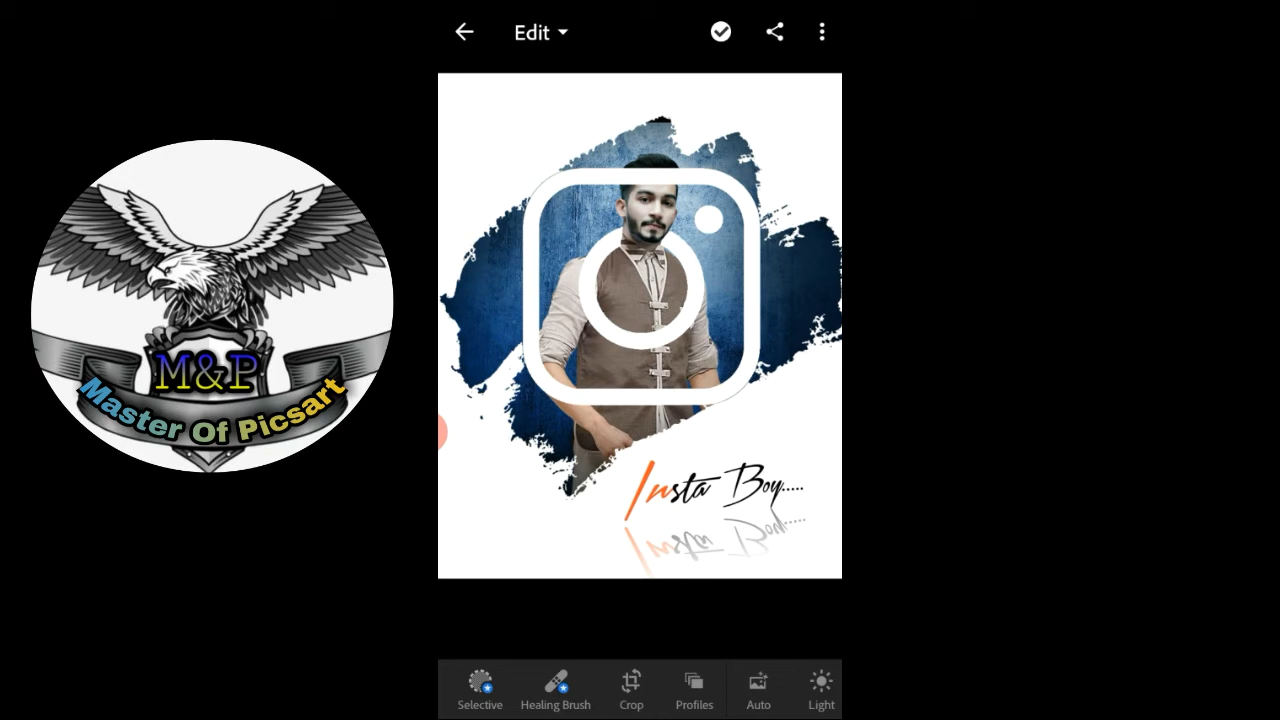 Edit
M&P
Master Of Picsart
Insta Boy.....
Selective
Healing Brush
Crop
Profiles
Auto
Light